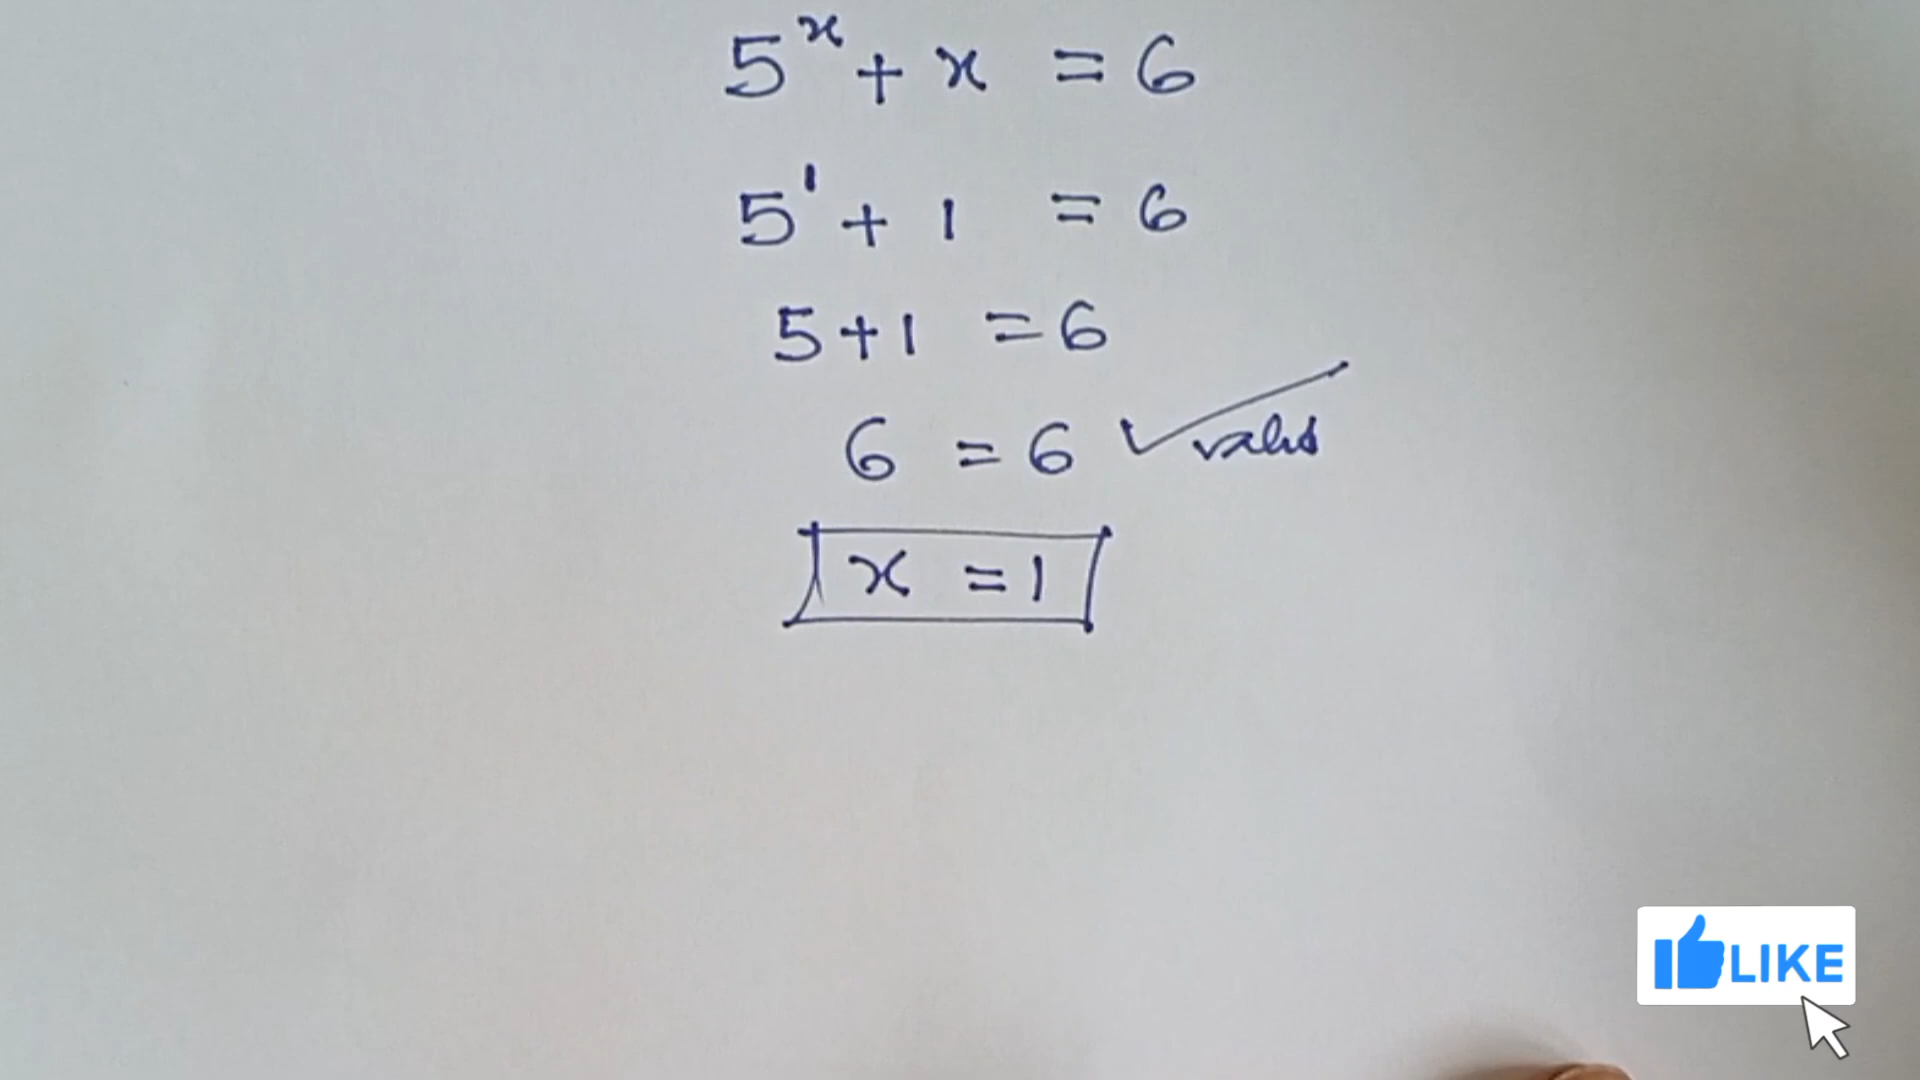 5^x + x = 6
5^1 + 1 = 6
5 + 1 = 6
6 = 6 ✓ valid
x = 1
LIKE